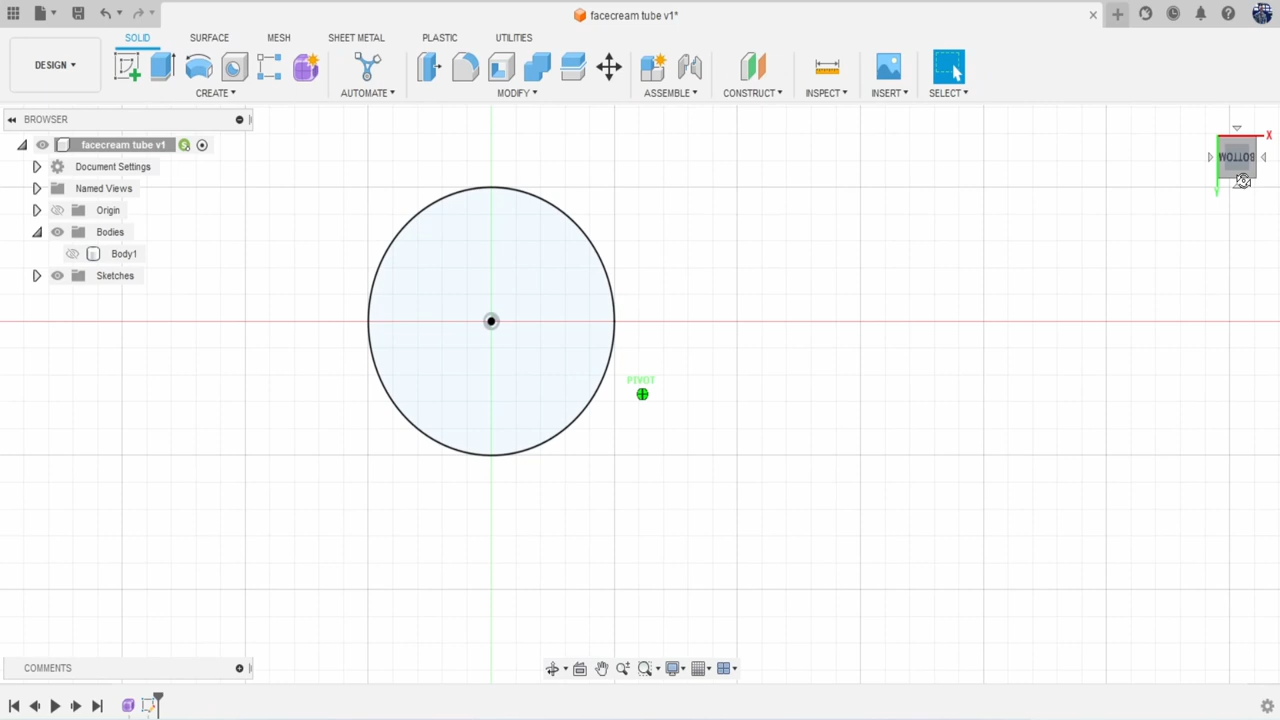 facecream tube v1*
DESIGN
SOLID
SURFACE
MESH
SHEET METAL
PLASTIC
UTILITIES
CREATE
AUTOMATE
MODIFY
ASSEMBLE
CONSTRUCT
INSPECT
INSERT
SELECT
BROWSER
facecream tube v1
Document Settings
Named Views
Origin
Bodies
Body1
Sketches
X
BOTTOM
Y
PIVOT
COMMENTS